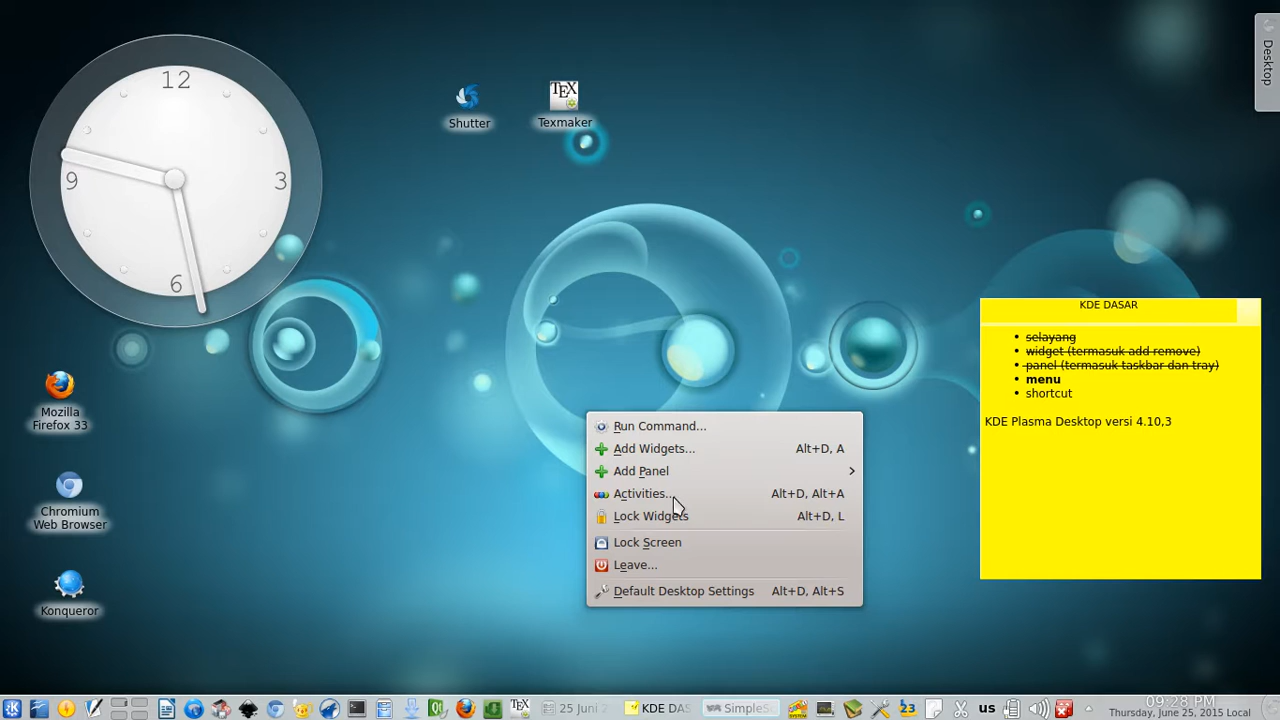 12
3
6
9
Shutter
Texmaker
Desktop
Mozilla
Firefox 33
Chromium
Web Browser
Konqueror
KDE DASAR
• selayang
• widget (termasuk add remove)
• panel (termasuk taskbar dan tray)
• menu
• shortcut
KDE Plasma Desktop versi 4.10,3
Run Command...
Add Widgets... Alt+D, A
Add Panel
Activities... Alt+D, Alt+A
Lock Widgets Alt+D, L
Lock Screen
Leave...
Default Desktop Settings Alt+D, Alt+S
25 Juni
KDE DAS
SimpleS
23
us
09:28 PM
Thursday, June 25, 2015 Local